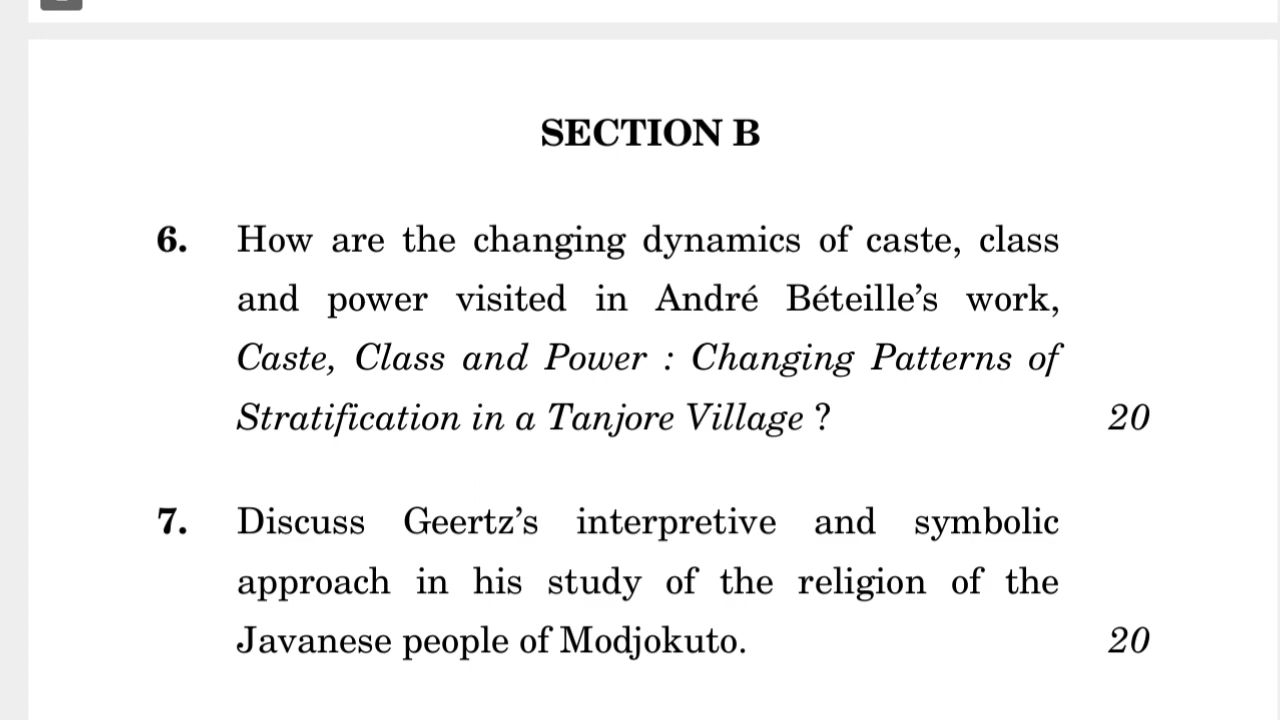 SECTION B
6. How are the changing dynamics of caste, class
and power visited in André Béteille's work,
Caste, Class and Power : Changing Patterns of
Stratification in a Tanjore Village ? 20
7. Discuss Geertz's interpretive and symbolic
approach in his study of the religion of the
Javanese people of Modjokuto. 20